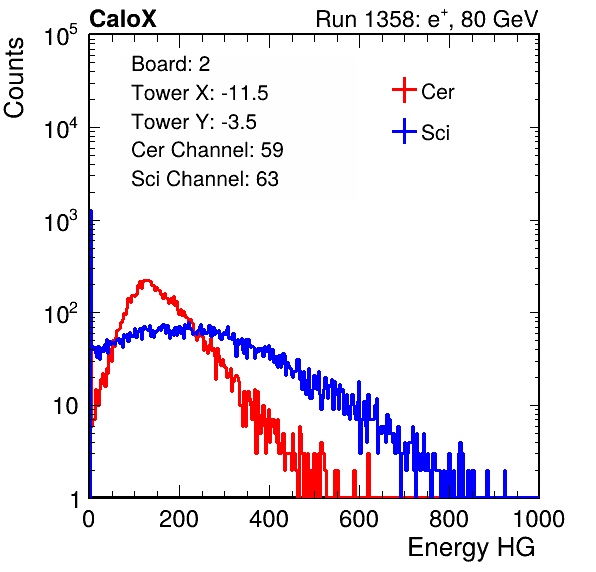 CaloX Run 1358: e+, 80 GeV
Counts
Board: 2
Tower X: -11.5
Tower Y: -3.5
Cer Channel: 59
Sci Channel: 63
Cer
Sci
10^5
10^4
10^3
10^2
10
1
0 200 400 600 800 1000
Energy HG